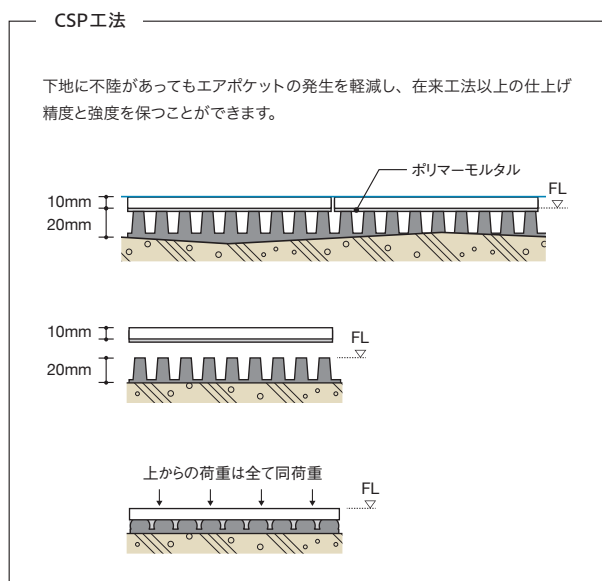 CSP工法
下地に不陸があってもエアポケットの発生を軽減し、在来工法以上の仕上げ
精度と強度を保つことができます。
ポリマーモルタル
FL
10mm
20mm
FL
10mm
20mm
上からの荷重は全て同荷重
FL